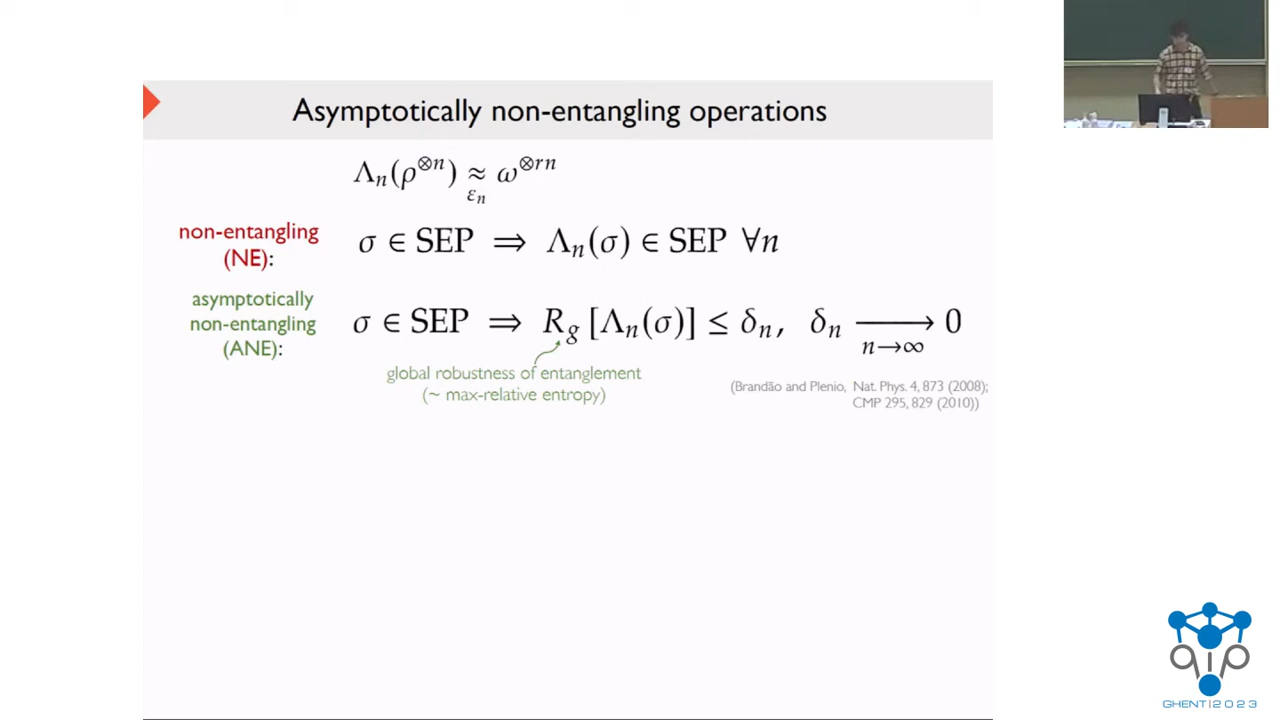 Asymptotically non-entangling operations
Λₙ(ρ^⊗n) ≈_εₙ ω^⊗rn
non-entangling
(NE):
σ ∈ SEP ⇒ Λₙ(σ) ∈ SEP ∀n
asymptotically
non-entangling
(ANE):
σ ∈ SEP ⇒ R_g [Λₙ(σ)] ≤ δₙ, δₙ ⟶_{n→∞} 0
global robustness of entanglement
(~ max-relative entropy)
(Brandão and Plenio, Nat. Phys. 4, 873 (2008);
CMP 295, 829 (2010))
qip
GHENT|2023